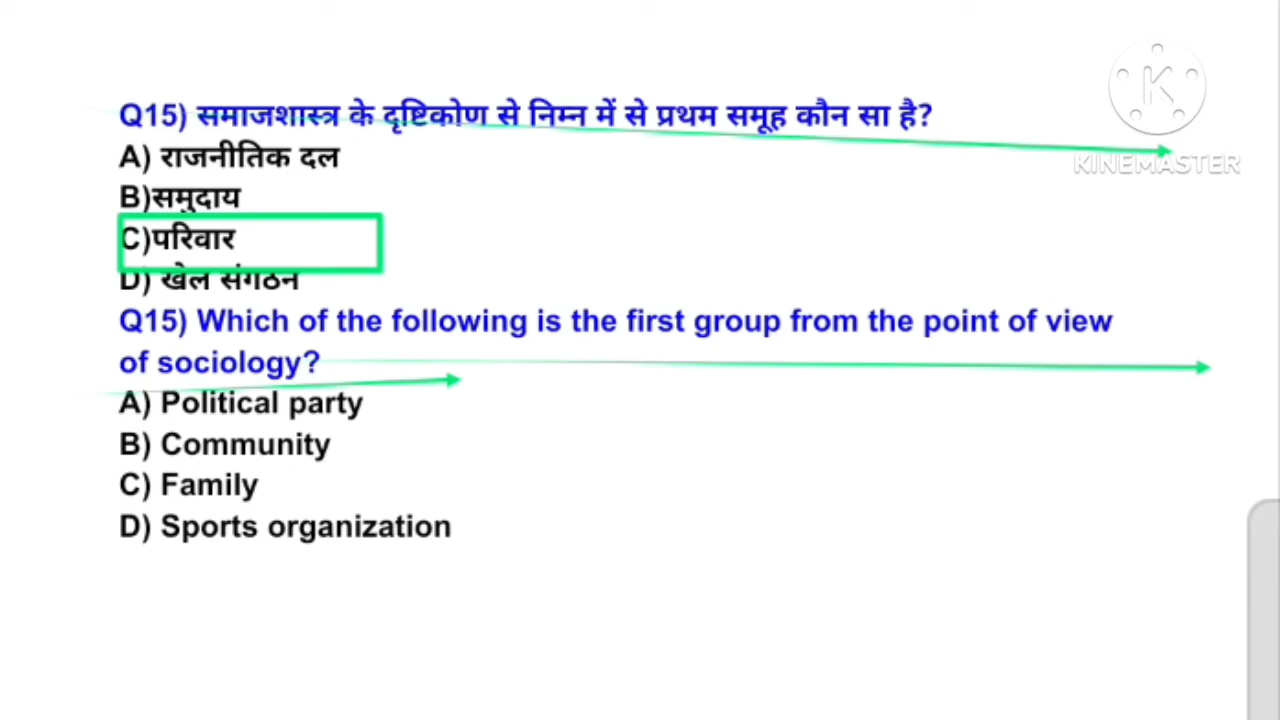 Q15) समाजशास्त्र के दृष्टिकोण से निम्न में से प्रथम समूह कौन सा है?
A) राजनीतिक दल
B)समुदाय
C)परिवार
D) खेल संगठन
Q15) Which of the following is the first group from the point of view
of sociology?
A) Political party
B) Community
C) Family
D) Sports organization
K
KINEMASTER